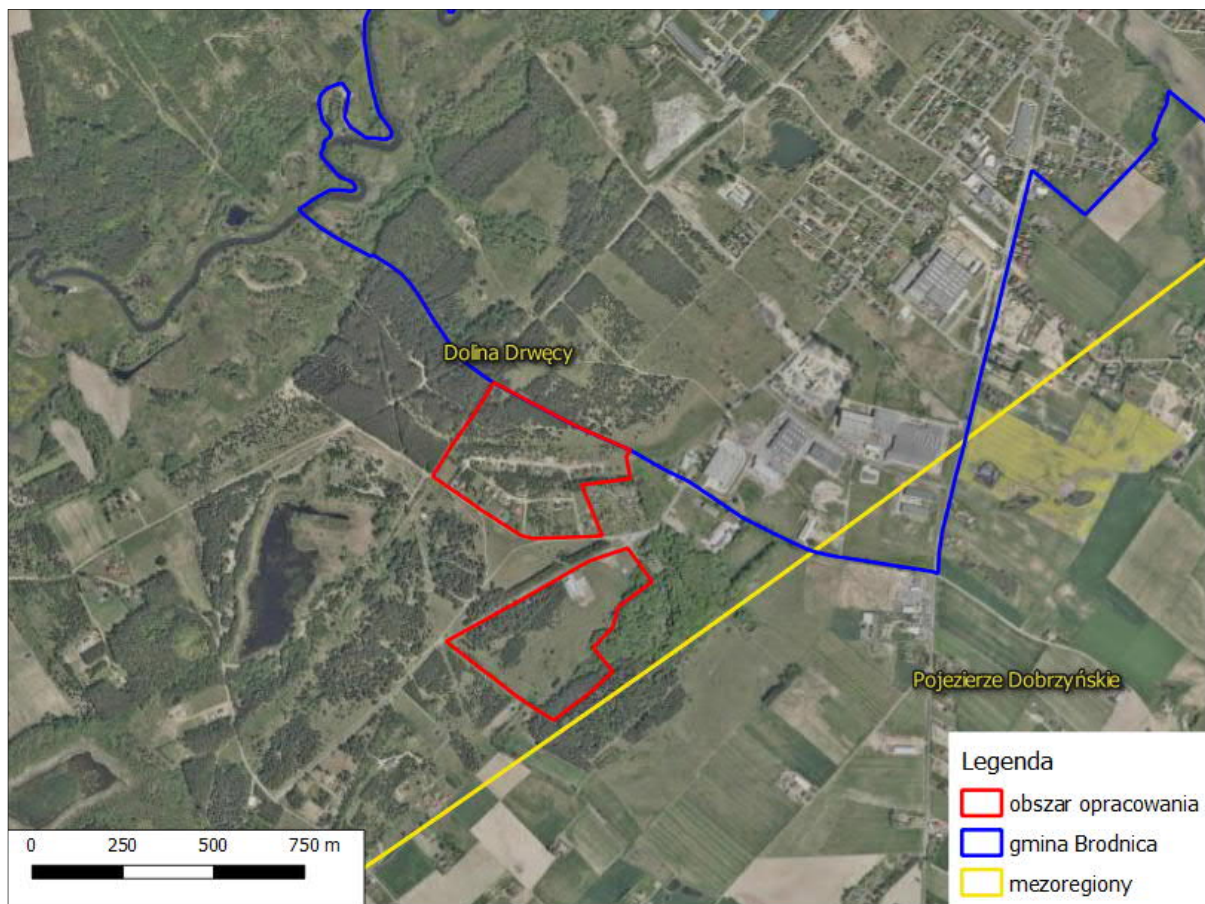 Dolina Drwęcy
Pojezierze Dobrzyńskie
Legenda
obszar opracowania
gmina Brodnica
mezoregiony
0 250 500 750 m